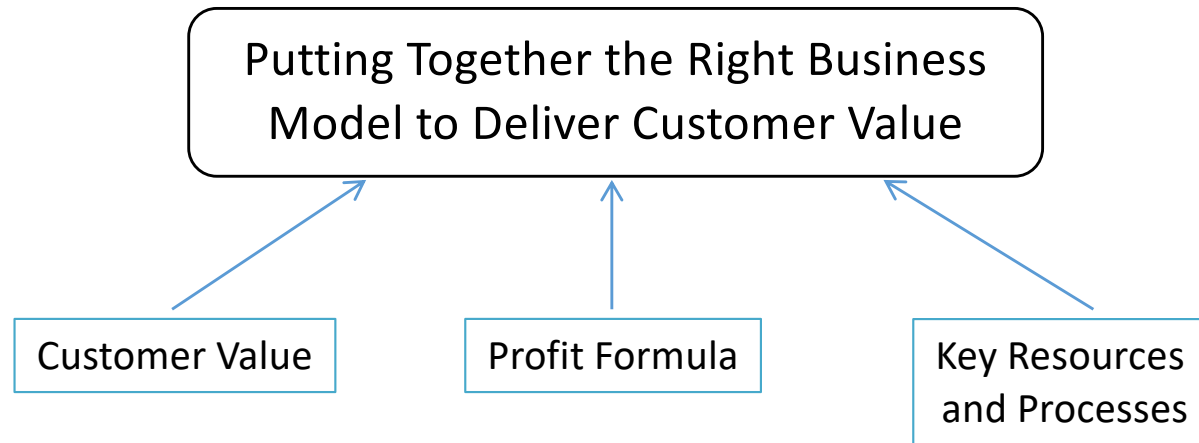 Putting Together the Right Business
Model to Deliver Customer Value
Customer Value
Profit Formula
Key Resources
and Processes